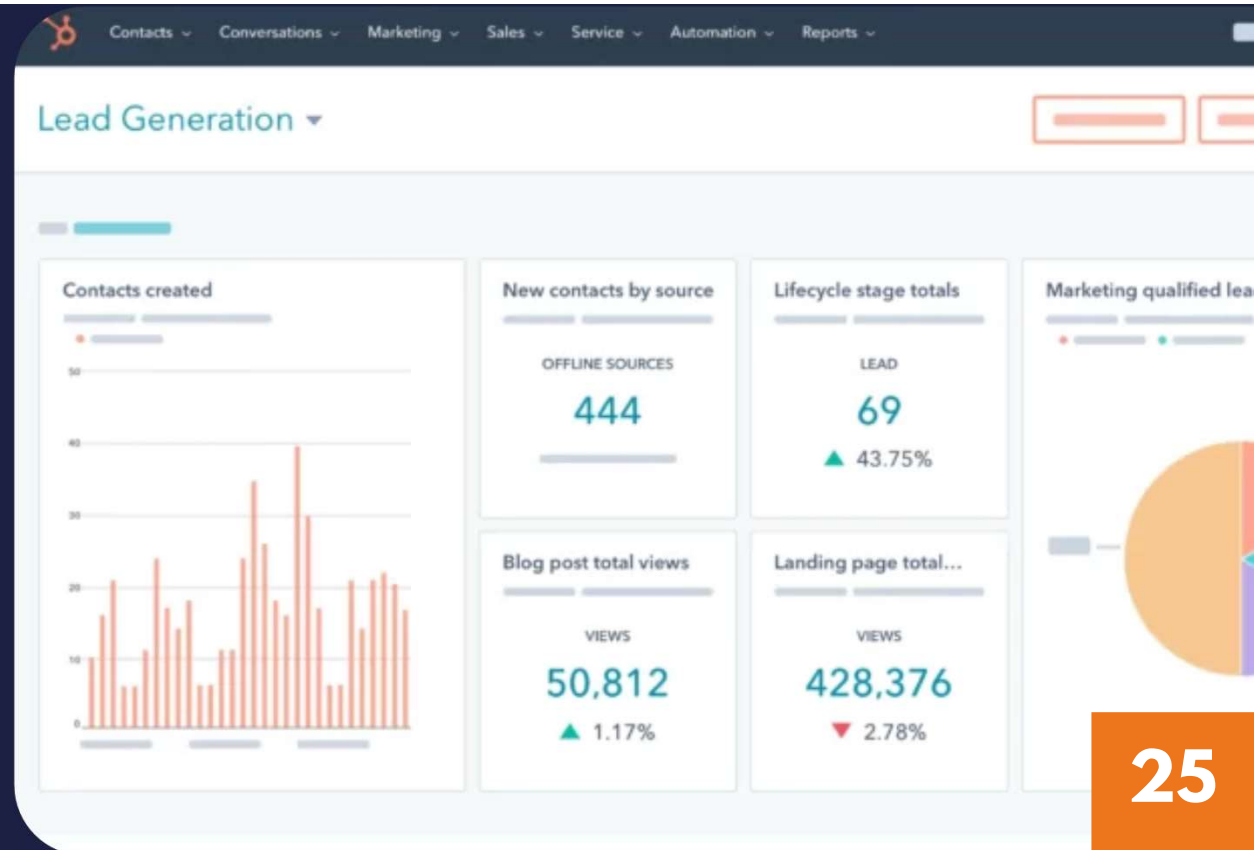 Contacts Conversations Marketing Sales Service Automation Reports
Lead Generation
Contacts created
50
40
30
20
10
0
New contacts by source
OFFLINE SOURCES
444
Lifecycle stage totals
LEAD
69
43.75%
Marketing qualified lea
Blog post total views
VIEWS
50,812
1.17%
Landing page total...
VIEWS
428,376
2.78%
25